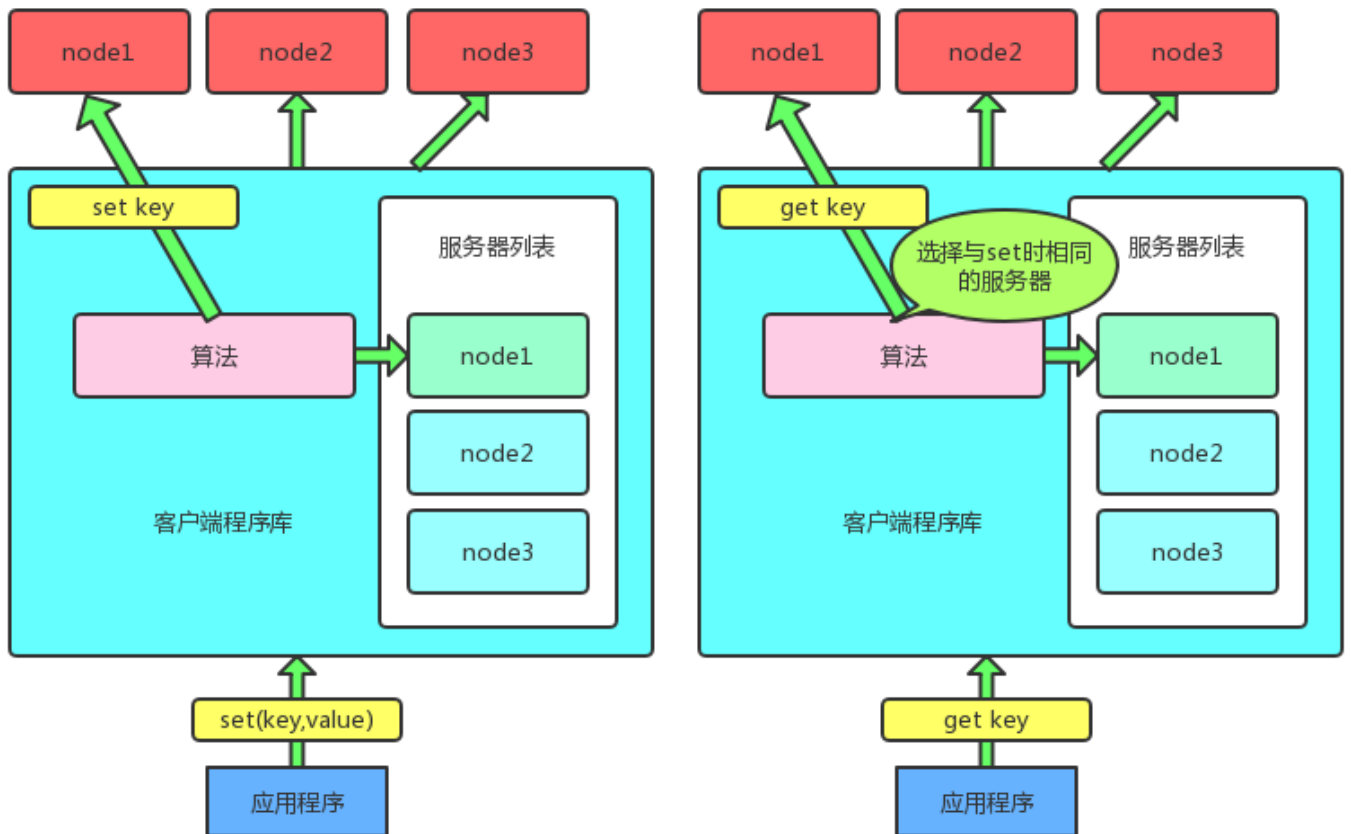 node1
node2
node3
set key
服务器列表
算法
node1
node2
客户端程序库
node3
set(key,value)
应用程序
node1
node2
node3
get key
选择与set时相同
的服务器
服务器列表
算法
node1
node2
客户端程序库
node3
get key
应用程序